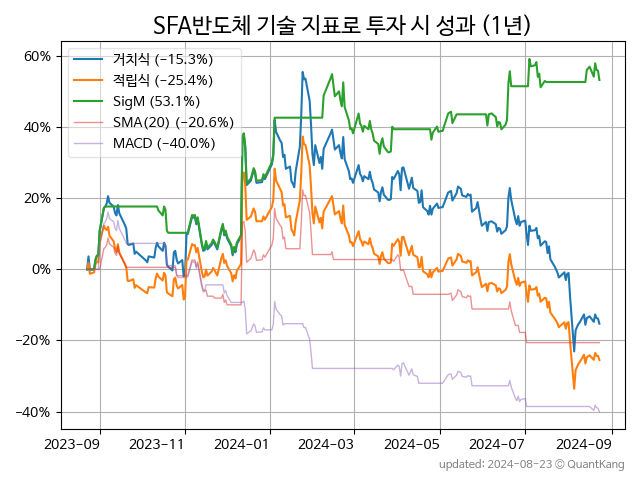 SFA반도체 기술 지표로 투자 시 성과 (1년)
거치식 (−15.3%)
적립식 (−25.4%)
SigM (53.1%)
SMA(20) (−20.6%)
MACD (−40.0%)
60%
40%
20%
0%
−20%
−40%
2023-09 2023-11 2024-01 2024-03 2024-05 2024-07 2024-09
updated: 2024-08-23 © QuantKang